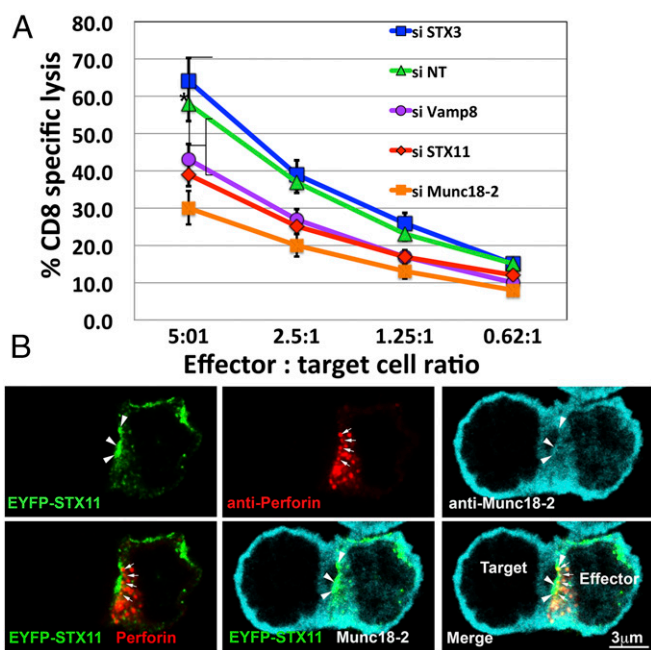 A
80.0
70.0
60.0
50.0
40.0
30.0
20.0
10.0
0.0
% CD8 specific lysis
si STX3
si NT
si Vamp8
si STX11
si Munc18-2
*
5:01 2.5:1 1.25:1 0.62:1
Effector : target cell ratio
B
EYFP-STX11
anti-Perforin
anti-Munc18-2
EYFP-STX11 Perforin
EYFP-STX11 Munc18-2
Target Effector
Merge 3µm